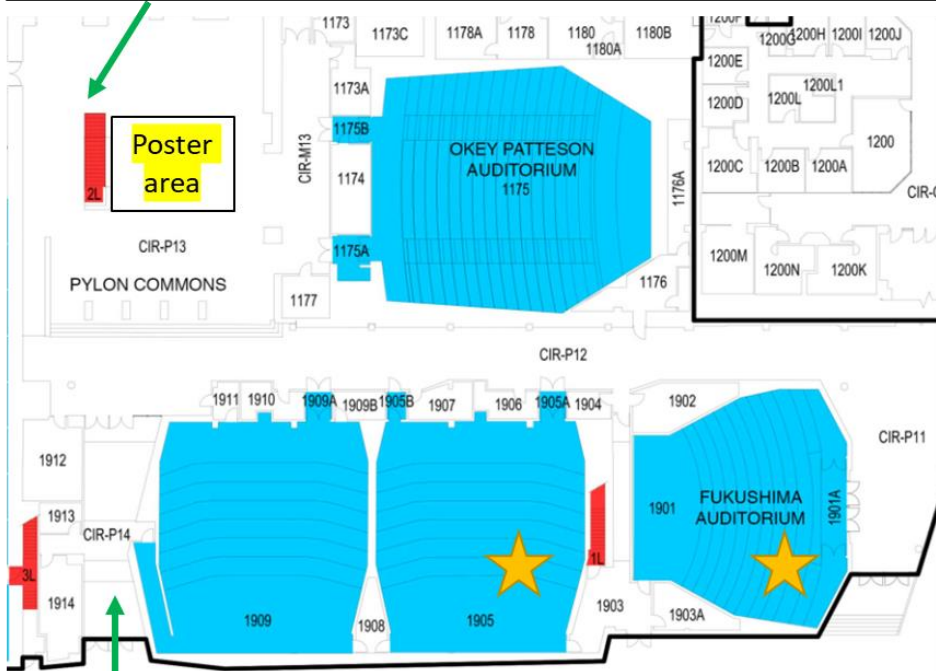 1173
1173C
1178A
1178
1180
1180A
1180B
1200G
1200H
1200I
1200J
1200E
1173A
1200L1
1200L
1200D
1175B
Poster
area
OKEY PATTESON
AUDITORIUM
1175
1200
CIR-M13
1174
1200C
1200B
1200A
1176A
2L
CIR-P13
1175A
PYLON COMMONS
1177
1176
1200M
1200N
1200K
CIR-P12
1911
1910
1909A
1909B
1905B
1907
1906
1905A
1904
1902
CIR-P11
1912
1913
CIR-P14
1901
FUKUSHIMA
AUDITORIUM
1901A
1L
3L
1914
1909
1908
1905
1903
1903A